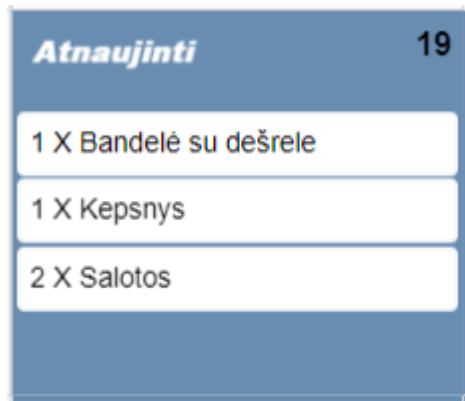 Atnaujinti 19
1 X Bandelė su dešrele
1 X Kepsnys
2 X Salotos